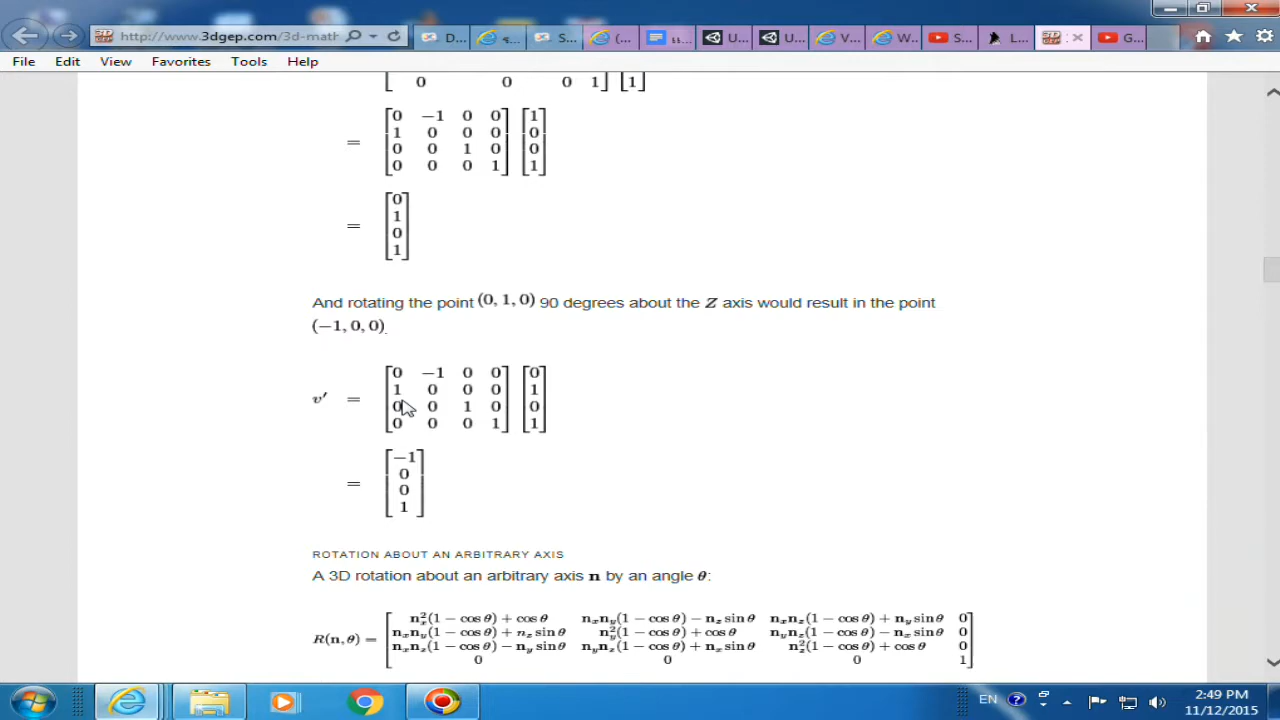 http://www.3dgep.com/3d-math
D...
S...
(...
U...
U...
V...
W...
S...
L...
G...
File Edit View Favorites Tools Help
[ 0 0 0 1 ] [ 1 ]
= [ 0 −1 0 0 ] [ 1 ]
[ 1 0 0 0 ] [ 0 ]
[ 0 0 1 0 ] [ 0 ]
[ 0 0 0 1 ] [ 1 ]
= [ 0 ]
[ 1 ]
[ 0 ]
[ 1 ]
And rotating the point (0, 1, 0) 90 degrees about the Z axis would result in the point
(−1, 0, 0).
v′ = [ 0 −1 0 0 ] [ 0 ]
[ 1 0 0 0 ] [ 1 ]
[ 0 0 1 0 ] [ 0 ]
[ 0 0 0 1 ] [ 1 ]
= [ −1 ]
[ 0 ]
[ 0 ]
[ 1 ]
ROTATION ABOUT AN ARBITRARY AXIS
A 3D rotation about an arbitrary axis n by an angle θ:
R(n, θ) = [ nₓ²(1 − cos θ) + cos θ nₓn_y(1 − cos θ) − n_z sin θ nₓn_z(1 − cos θ) + n_y sin θ 0 ]
[ nₓn_y(1 − cos θ) + n_z sin θ n_y²(1 − cos θ) + cos θ n_yn_z(1 − cos θ) − nₓ sin θ 0 ]
[ nₓn_z(1 − cos θ) − n_y sin θ n_yn_z(1 − cos θ) + nₓ sin θ n_z²(1 − cos θ) + cos θ 0 ]
[ 0 0 0 1 ]
EN
2:49 PM
11/12/2015